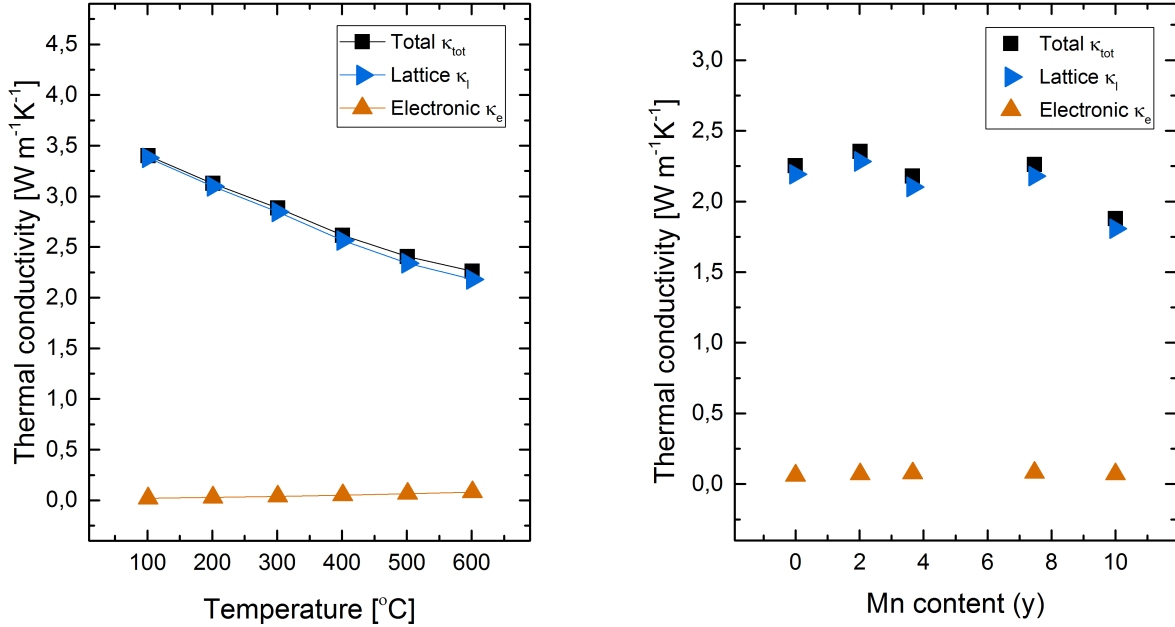 Thermal conductivity [W m⁻¹K⁻¹]
4,5
4,0
3,5
3,0
2,5
2,0
1,5
1,0
0,5
0,0
Total κtot
Lattice κl
Electronic κe
100 200 300 400 500 600
Temperature [°C]
Thermal conductivity [W m⁻¹K⁻¹]
3,0
2,5
2,0
1,5
1,0
0,5
0,0
Total κtot
Lattice κl
Electronic κe
0 2 4 6 8 10
Mn content (y)